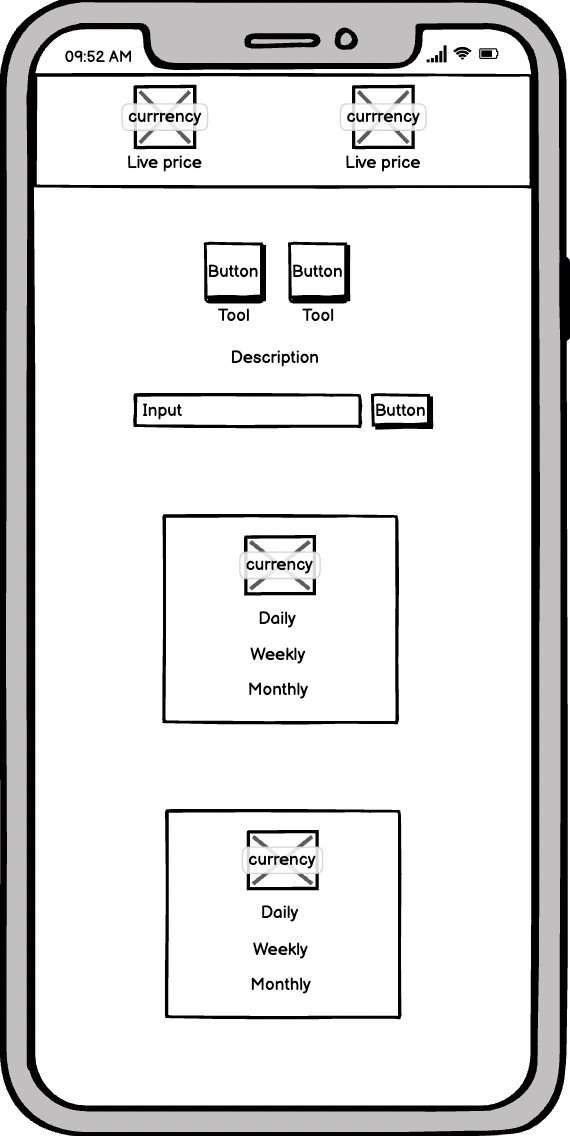 09:52 AM
currrency currrency
Live price Live price
Button Button
Tool Tool
Description
Input Button
currency
Daily
Weekly
Monthly
currency
Daily
Weekly
Monthly